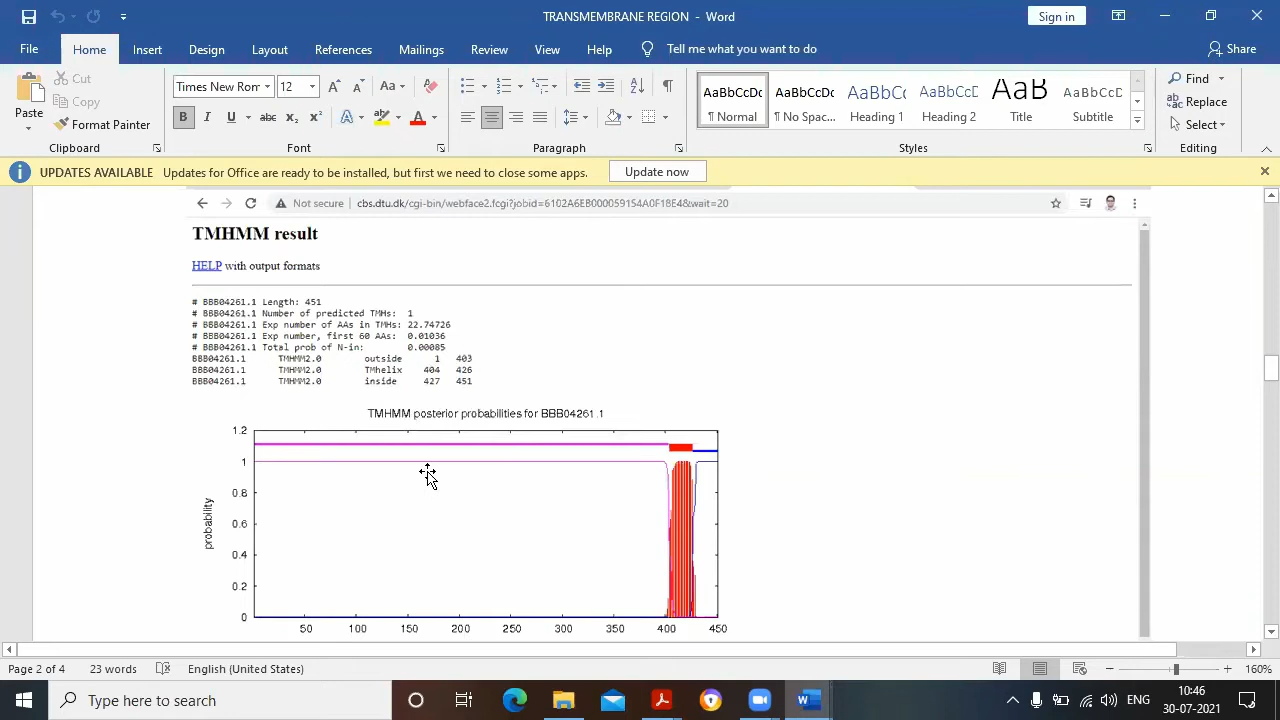 TRANSMEMBRANE REGION - Word
Sign in
File Home Insert Design Layout References Mailings Review View Help Tell me what you want to do Share
Paste
Cut
Copy
Format Painter
Clipboard
Times New Ron 12
Aa
B I U abc x₂ x² A A
Font
Paragraph
AaBbCcDc AaBbCcDc AaBbC( AaBbCcD AaB AaBbCcD
¶ Normal ¶ No Spac... Heading 1 Heading 2 Title Subtitle
Styles
Find
Replace
Select
Editing
UPDATES AVAILABLE Updates for Office are ready to be installed, but first we need to close some apps. Update now
Not secure cbs.dtu.dk/cgi-bin/webface2.fcgi?jobid=6102A6EB0000591S4A0F18E4&wait=20
TMHMM result
HELP with output formats
# BBB04261.1 Length: 451
# BBB04261.1 Number of predicted TMHs: 1
# BBB04261.1 Exp number of AAs in TMHs: 22.74726
# BBB04261.1 Exp number, first 60 AAs: 0.01036
# BBB04261.1 Total prob of N-in: 0.00085
BBB04261.1 TMHMM2.0 outside 1 403
BBB04261.1 TMHMM2.0 TMhelix 404 426
BBB04261.1 TMHMM2.0 inside 427 451
TMHMM posterior probabilities for BBB04261.1
1.2
1
0.8
0.6
0.4
0.2
0
probability
50 100 150 200 250 300 350 400 450
Page 2 of 4 23 words English (United States) 160%
Type here to search
ENG
10:46
30-07-2021